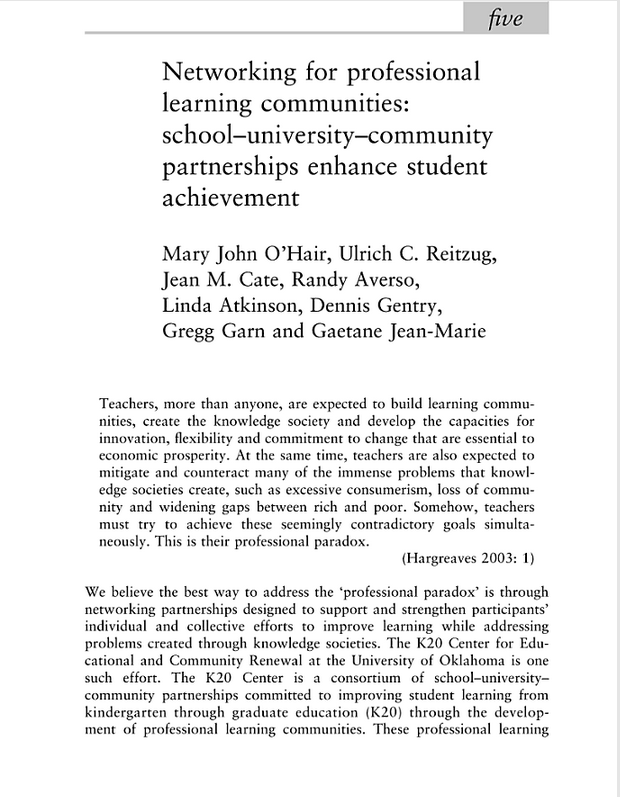 five
Networking for professional
learning communities:
school–university–community
partnerships enhance student
achievement
Mary John O’Hair, Ulrich C. Reitzug,
Jean M. Cate, Randy Averso,
Linda Atkinson, Dennis Gentry,
Gregg Garn and Gaetane Jean-Marie
Teachers, more than anyone, are expected to build learning commu-
nities, create the knowledge society and develop the capacities for
innovation, flexibility and commitment to change that are essential to
economic prosperity. At the same time, teachers are also expected to
mitigate and counteract many of the immense problems that knowl-
edge societies create, such as excessive consumerism, loss of commu-
nity and widening gaps between rich and poor. Somehow, teachers
must try to achieve these seemingly contradictory goals simulta-
neously. This is their professional paradox.
(Hargreaves 2003: 1)
We believe the best way to address the ‘professional paradox’ is through
networking partnerships designed to support and strengthen participants’
individual and collective efforts to improve learning while addressing
problems created through knowledge societies. The K20 Center for Edu-
cational and Community Renewal at the University of Oklahoma is one
such effort. The K20 Center is a consortium of school–university–
community partnerships committed to improving student learning from
kindergarten through graduate education (K20) through the develop-
ment of professional learning communities. These professional learning